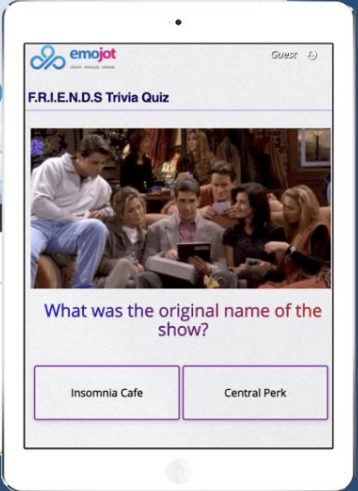 emojot
Guest
F.R.I.E.N.D.S Trivia Quiz
What was the original name of the
show?
Insomnia Cafe
Central Perk